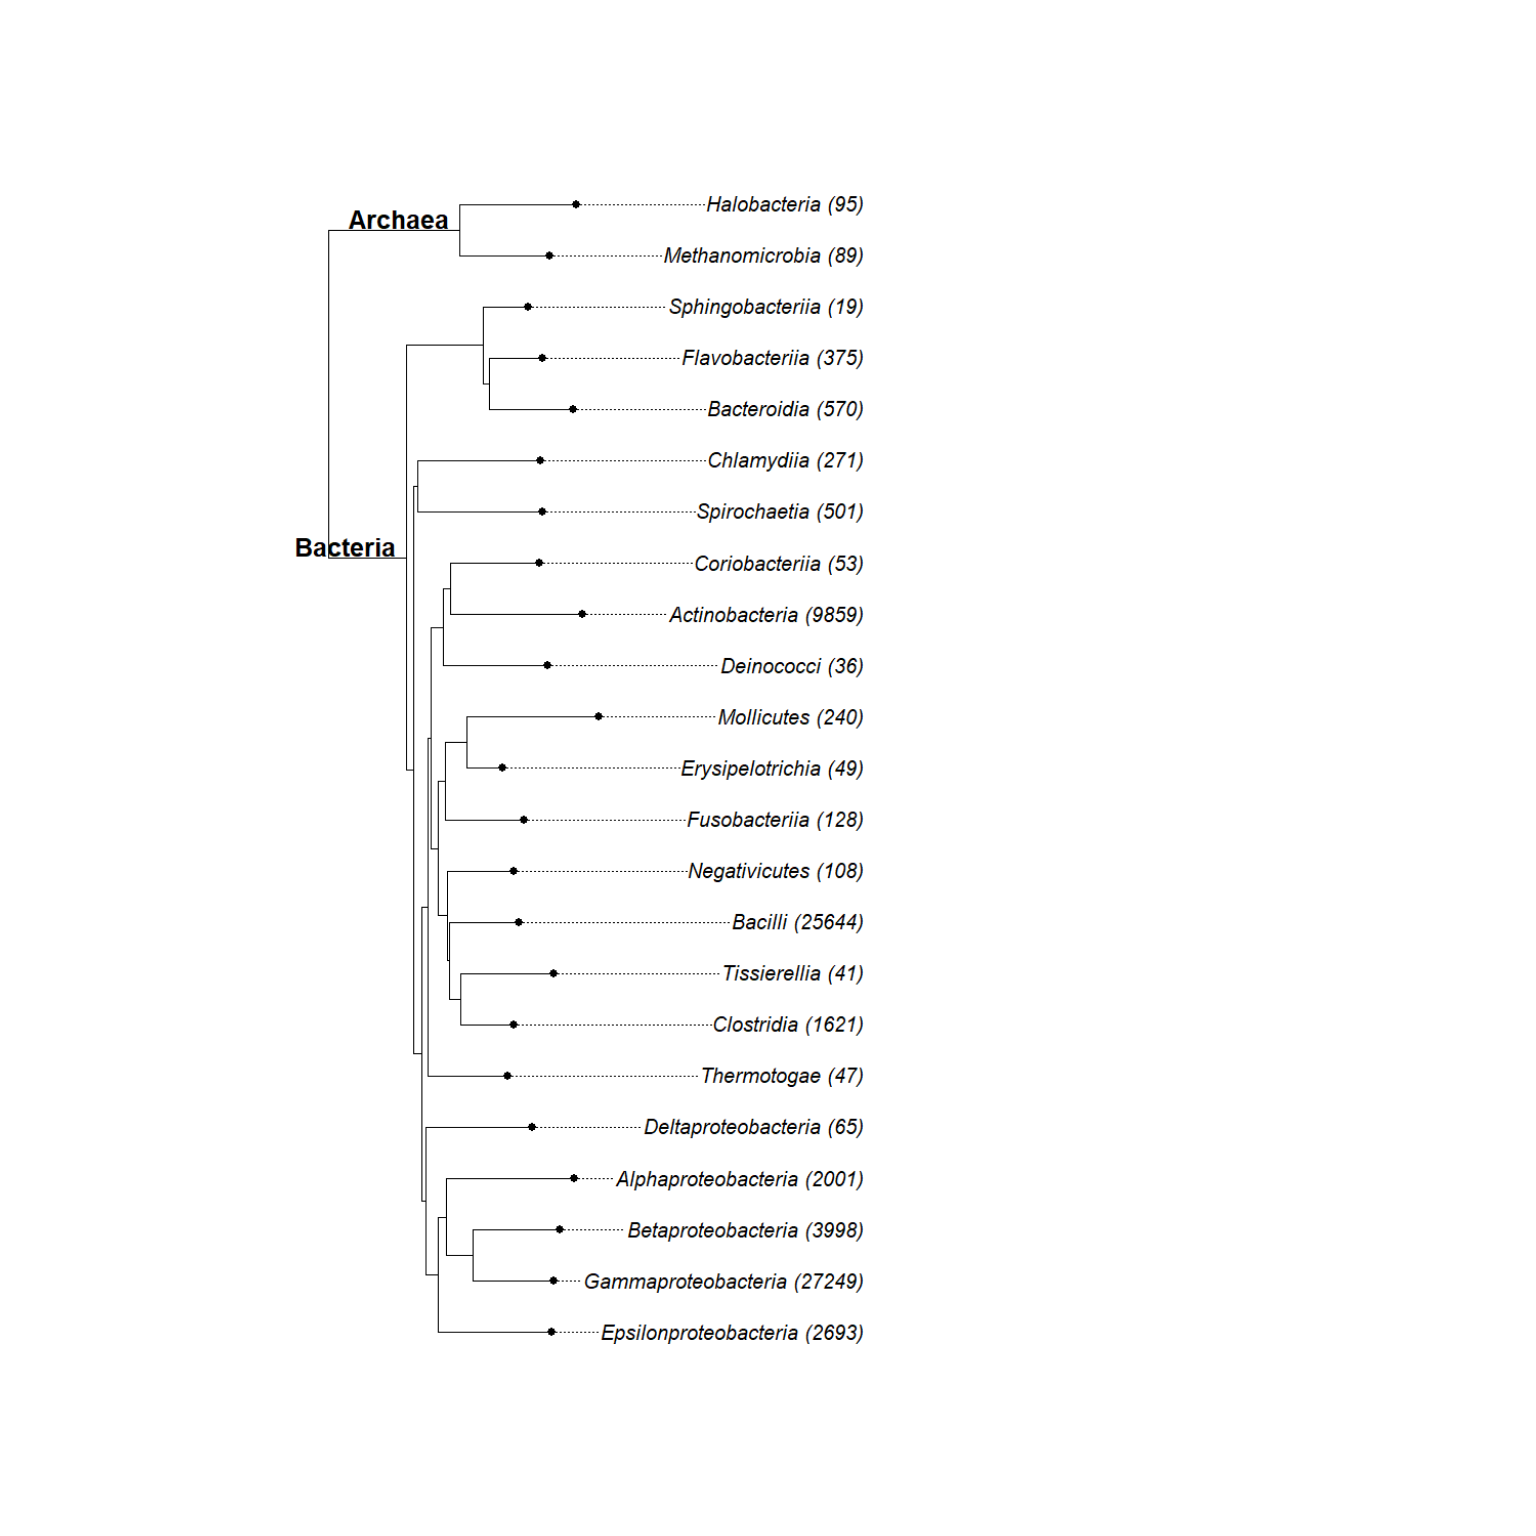 Halobacteria (95)
Archaea
Methanomicrobia (89)
Sphingobacteriia (19)
Flavobacteriia (375)
Bacteroidia (570)
Chlamydiia (271)
Spirochaetia (501)
Bacteria
Coriobacteriia (53)
Actinobacteria (9859)
Deinococci (36)
Mollicutes (240)
Erysipelotrichia (49)
Fusobacteriia (128)
Negativicutes (108)
Bacilli (25644)
Tissierellia (41)
Clostridia (1621)
Thermotogae (47)
Deltaproteobacteria (65)
Alphaproteobacteria (2001)
Betaproteobacteria (3998)
Gammaproteobacteria (27249)
Epsilonproteobacteria (2693)